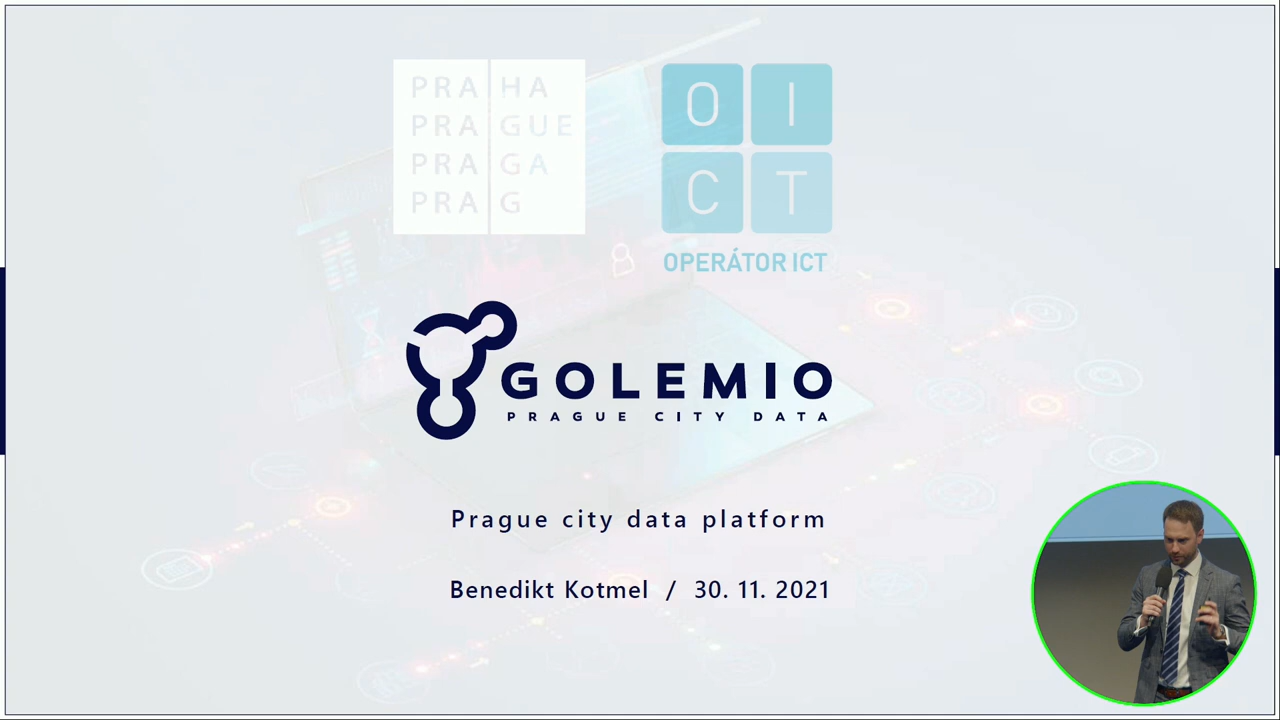 PRA HA
PRA GUE
PRA GA
PRA G
O I
C T
OPERÁTOR ICT
GOLEMIO
PRAGUE CITY DATA
Prague city data platform
Benedikt Kotmel / 30. 11. 2021